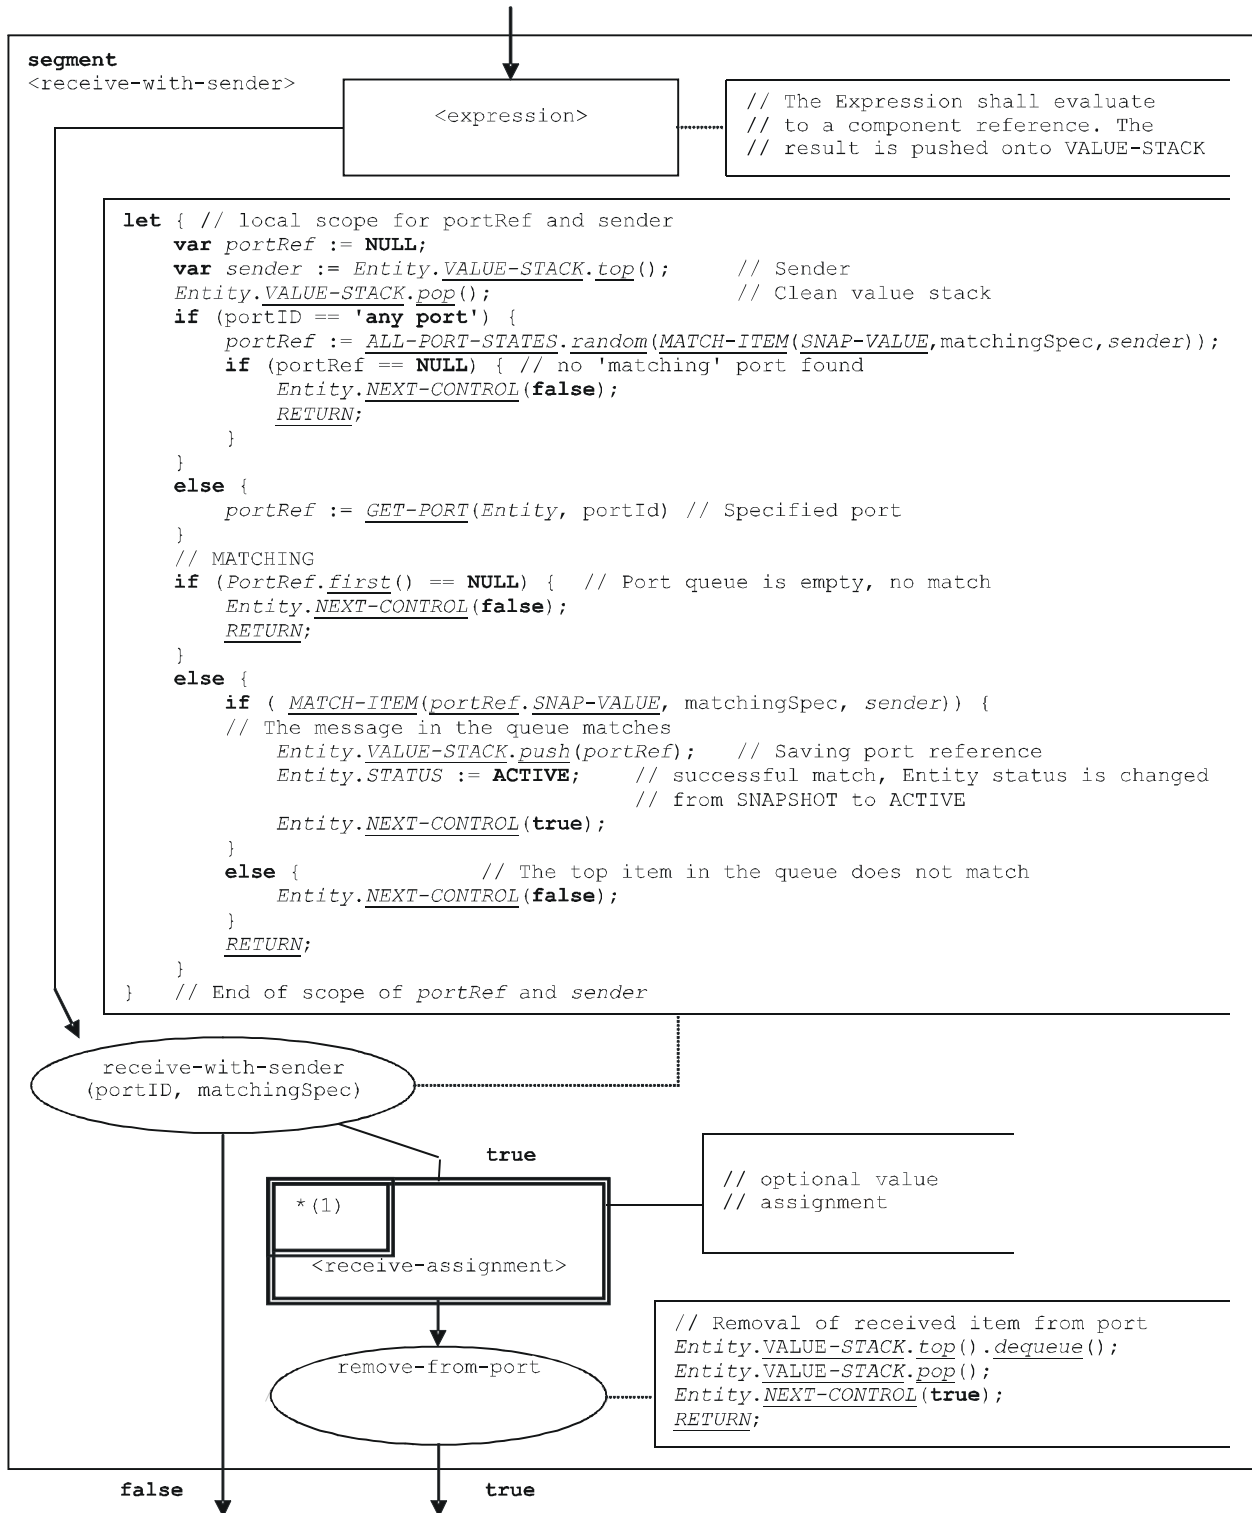 segment
<receive-with-sender>
<expression>
// The Expression shall evaluate
// to a component reference. The
// result is pushed onto VALUE-STACK
let { // local scope for portRef and sender
var portRef := NULL;
var sender := Entity.VALUE-STACK.top(); // Sender
Entity.VALUE-STACK.pop(); // Clean value stack
if (portID == 'any port') {
portRef := ALL-PORT-STATES.random(MATCH-ITEM(SNAP-VALUE,matchingSpec,sender));
if (portRef == NULL) { // no 'matching' port found
Entity.NEXT-CONTROL(false);
RETURN;
}
}
else {
portRef := GET-PORT(Entity, portId) // Specified port
}
// MATCHING
if (PortRef.first() == NULL) { // Port queue is empty, no match
Entity.NEXT-CONTROL(false);
RETURN;
}
else {
if ( MATCH-ITEM(portRef.SNAP-VALUE, matchingSpec, sender)) {
// The message in the queue matches
Entity.VALUE-STACK.push(portRef); // Saving port reference
Entity.STATUS := ACTIVE; // successful match, Entity status is changed
// from SNAPSHOT to ACTIVE
Entity.NEXT-CONTROL(true);
}
else { // The top item in the queue does not match
Entity.NEXT-CONTROL(false);
}
RETURN;
}
} // End of scope of portRef and sender
receive-with-sender
(portID, matchingSpec)
true
*(1)
<receive-assignment>
// optional value
// assignment
remove-from-port
// Removal of received item from port
Entity.VALUE-STACK.top().dequeue();
Entity.VALUE-STACK.pop();
Entity.NEXT-CONTROL(true);
RETURN;
false
true